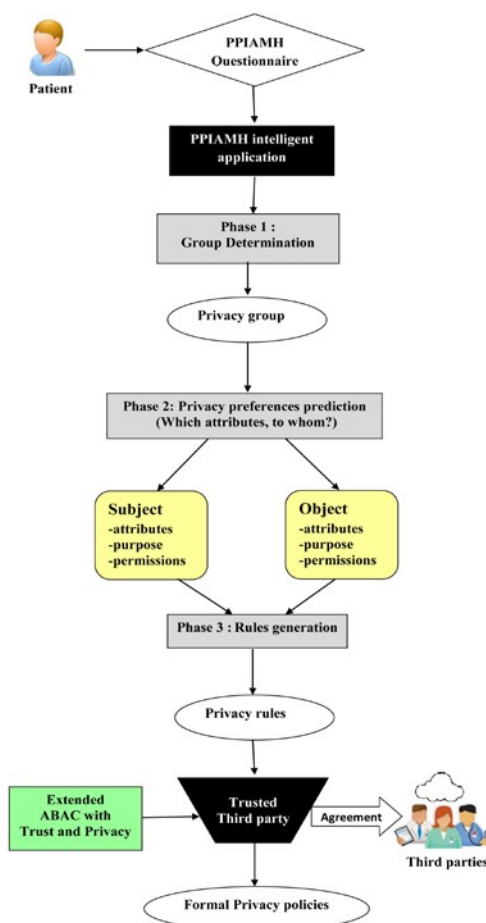 PPIAMH
Ouestionnaire
Patient
PPIAMH intelligent
application
Phase 1 :
Group Determination
Privacy group
Phase 2: Privacy preferences prediction
(Which attributes, to whom?)
Subject
-attributes
-purpose
-permissions
Object
-attributes
-purpose
-permissions
Phase 3 : Rules generation
Privacy rules
Extended
ABAC with
Trust and Privacy
Trusted
Third party
Agreement
Third parties
Formal Privacy policies